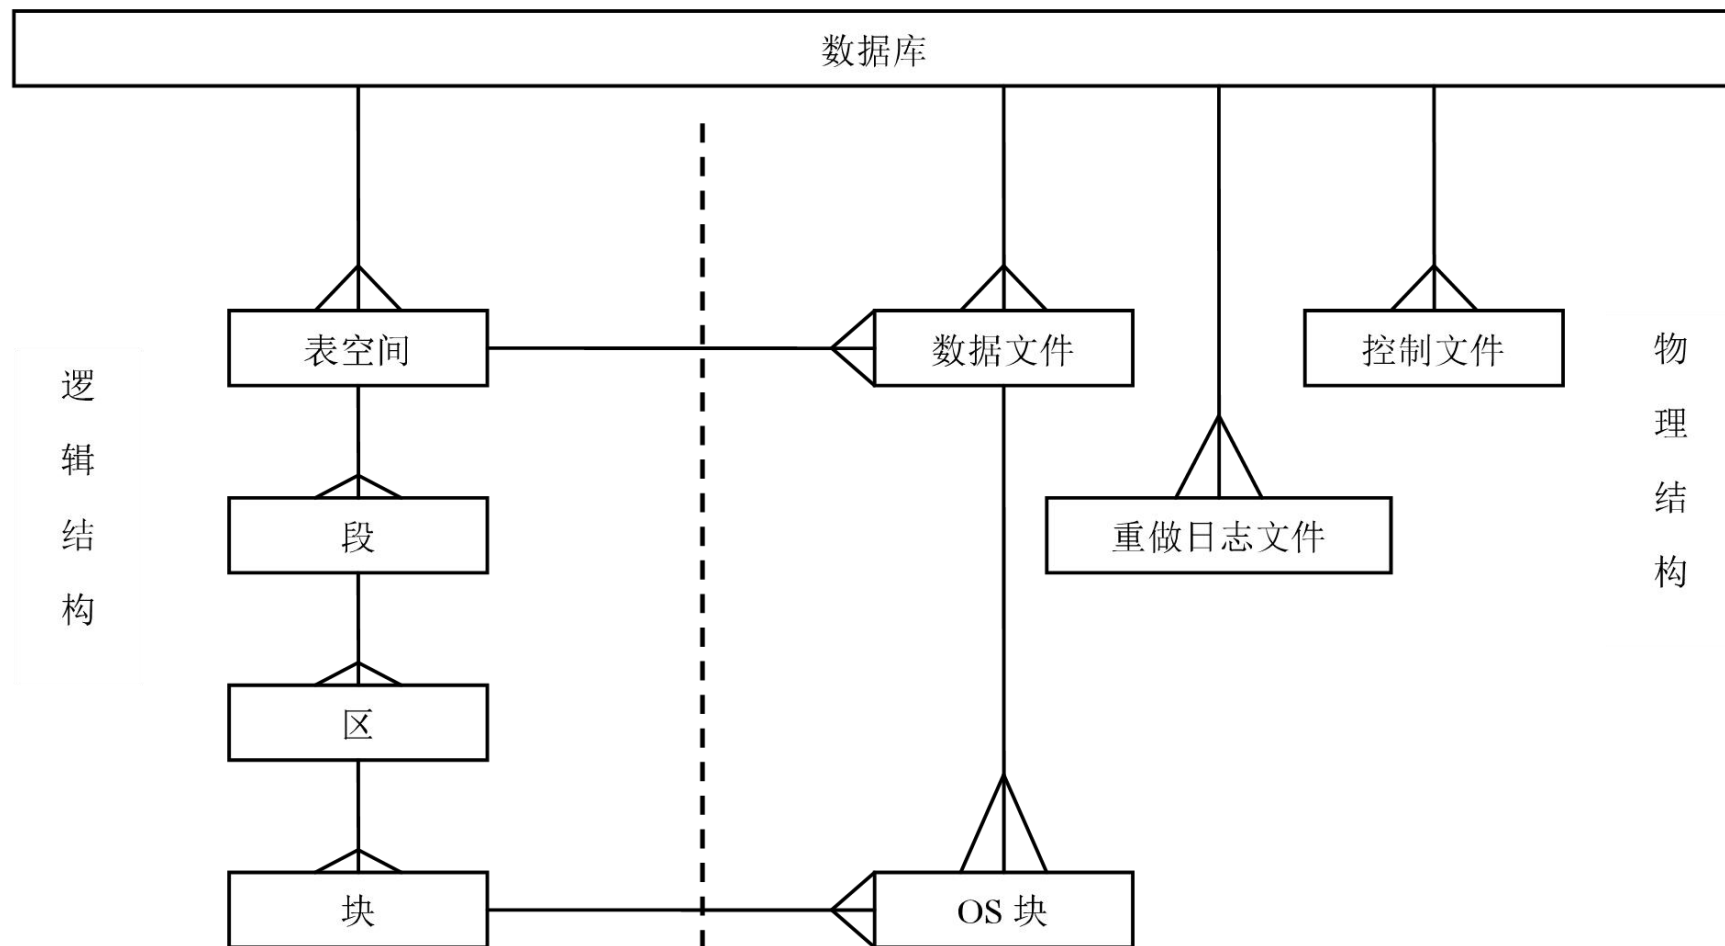 数据库
表空间
数据文件
控制文件
逻辑结构
物理结构
段
重做日志文件
区
块
OS 块